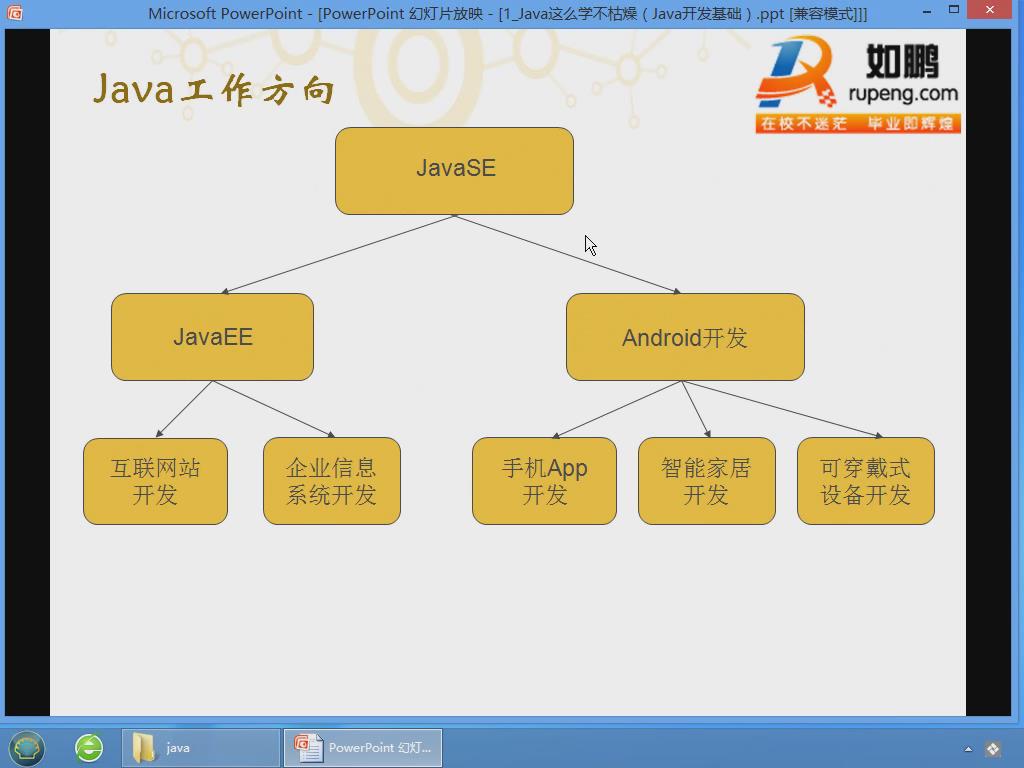 Microsoft PowerPoint - [PowerPoint 幻灯片放映 - [1_Java这么学不枯燥（Java开发基础）.ppt [兼容模式]]]
Java工作方向
如鹏
rupeng.com
在校不迷茫 毕业即辉煌
JavaSE
JavaEE
Android开发
互联网站
开发
企业信息
系统开发
手机App
开发
智能家居
开发
可穿戴式
设备开发
java
PowerPoint 幻灯...